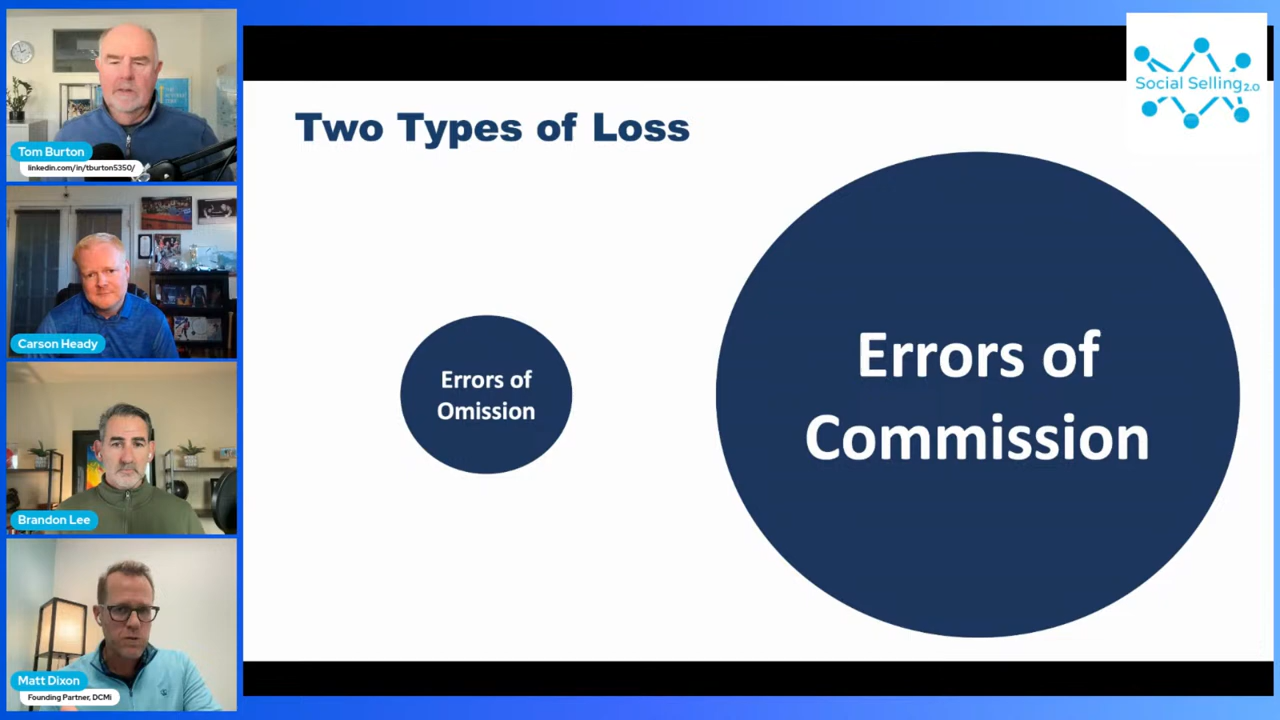 Tom Burton
linkedin.com/in/tburton5350/
Carson Heady
Brandon Lee
Matt Dixon
Founding Partner, DCMi
Two Types of Loss
Errors of
Omission
Errors of
Commission
Social Selling 2.0